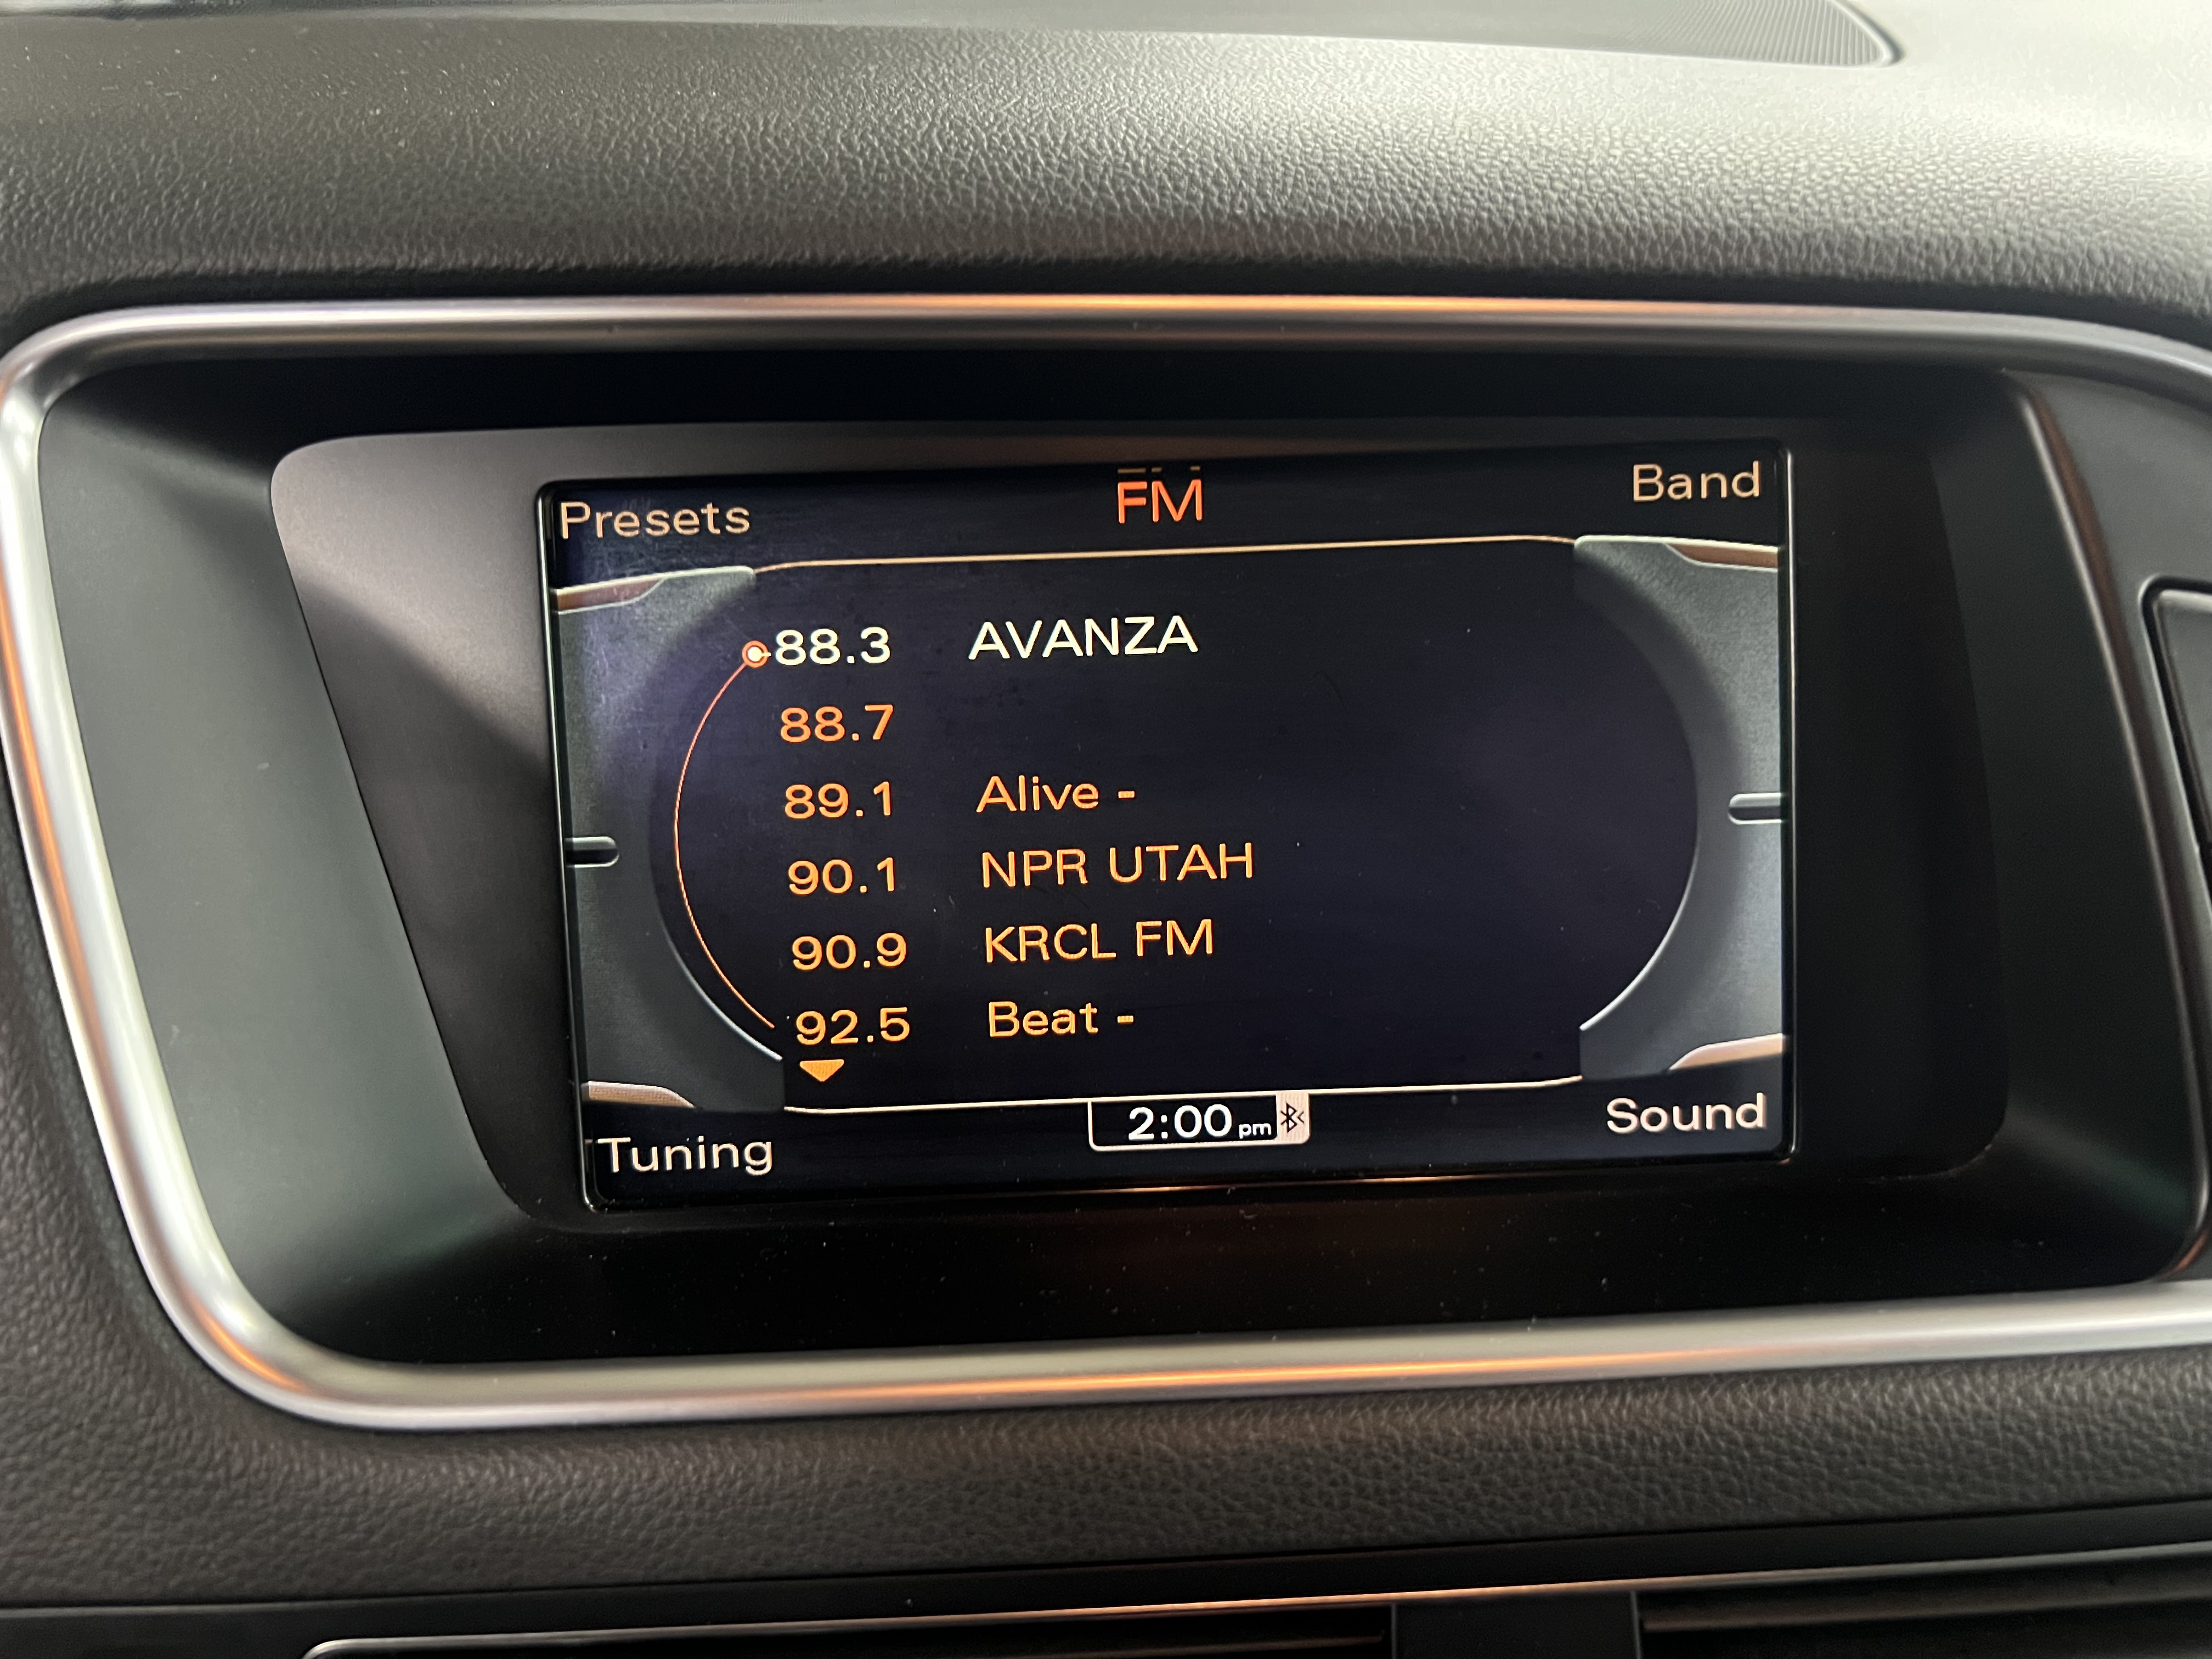 Presets FM Band
88.3 AVANZA
88.7
89.1 Alive -
90.1 NPR UTAH
90.9 KRCL FM
92.5 Beat -
Tuning 2:00 pm Sound